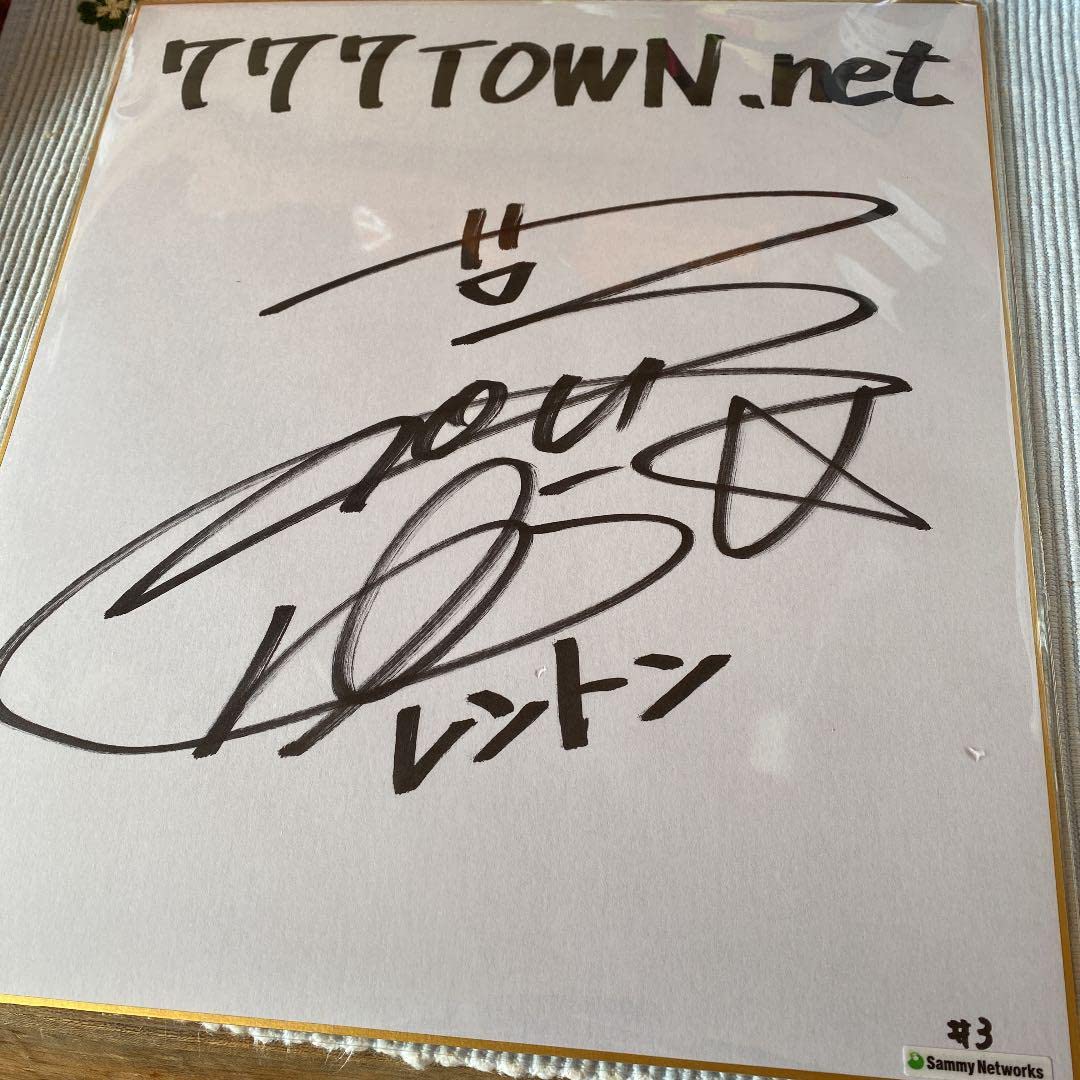 777TOWN.net
レントン
#3
Sammy Networks